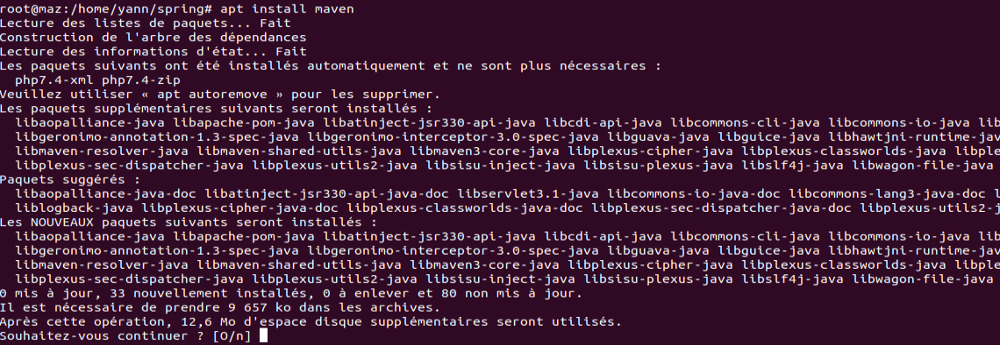 root@maz:/home/yann/spring# apt install maven
Lecture des listes de paquets... Fait
Construction de l'arbre des dépendances
Lecture des informations d'état... Fait
Les paquets suivants ont été installés automatiquement et ne sont plus nécessaires :
php7.4-xml php7.4-zip
Veuillez utiliser « apt autoremove » pour les supprimer.
Les paquets supplémentaires suivants seront installés :
libaopalliance-java libapache-pom-java libatinject-jsr330-api-java libcdi-api-java libcommons-cli-java libcommons-io-java lib
libgeronimo-annotation-1.3-spec-java libgeronimo-interceptor-3.0-spec-java libguava-java libguice-java libhawtjni-runtime-jav
libmaven-resolver-java libmaven-shared-utils-java libmaven3-core-java libplexus-cipher-java libplexus-classworlds-java libple
libplexus-sec-dispatcher-java libplexus-utils2-java libsisu-inject-java libsisu-plexus-java libslf4j-java libwagon-file-java
Paquets suggérés :
libaopalliance-java-doc libatinject-jsr330-api-java-doc libservlet3.1-java libcommons-io-java-doc libcommons-lang3-java-doc l
liblogback-java libplexus-cipher-java-doc libplexus-classworlds-java-doc libplexus-sec-dispatcher-java-doc libplexus-utils2-j
Les NOUVEAUX paquets suivants seront installés :
libaopalliance-java libapache-pom-java libatinject-jsr330-api-java libcdi-api-java libcommons-cli-java libcommons-io-java lib
libgeronimo-annotation-1.3-spec-java libgeronimo-interceptor-3.0-spec-java libguava-java libguice-java libhawtjni-runtime-jav
libmaven-resolver-java libmaven-shared-utils-java libmaven3-core-java libplexus-cipher-java libplexus-classworlds-java libple
libplexus-sec-dispatcher-java libplexus-utils2-java libsisu-inject-java libsisu-plexus-java libslf4j-java libwagon-file-java
0 mis à jour, 33 nouvellement installés, 0 à enlever et 80 non mis à jour.
Il est nécessaire de prendre 9 657 ko dans les archives.
Après cette opération, 12,6 Mo d'espace disque supplémentaires seront utilisés.
Souhaitez-vous continuer ? [O/n]